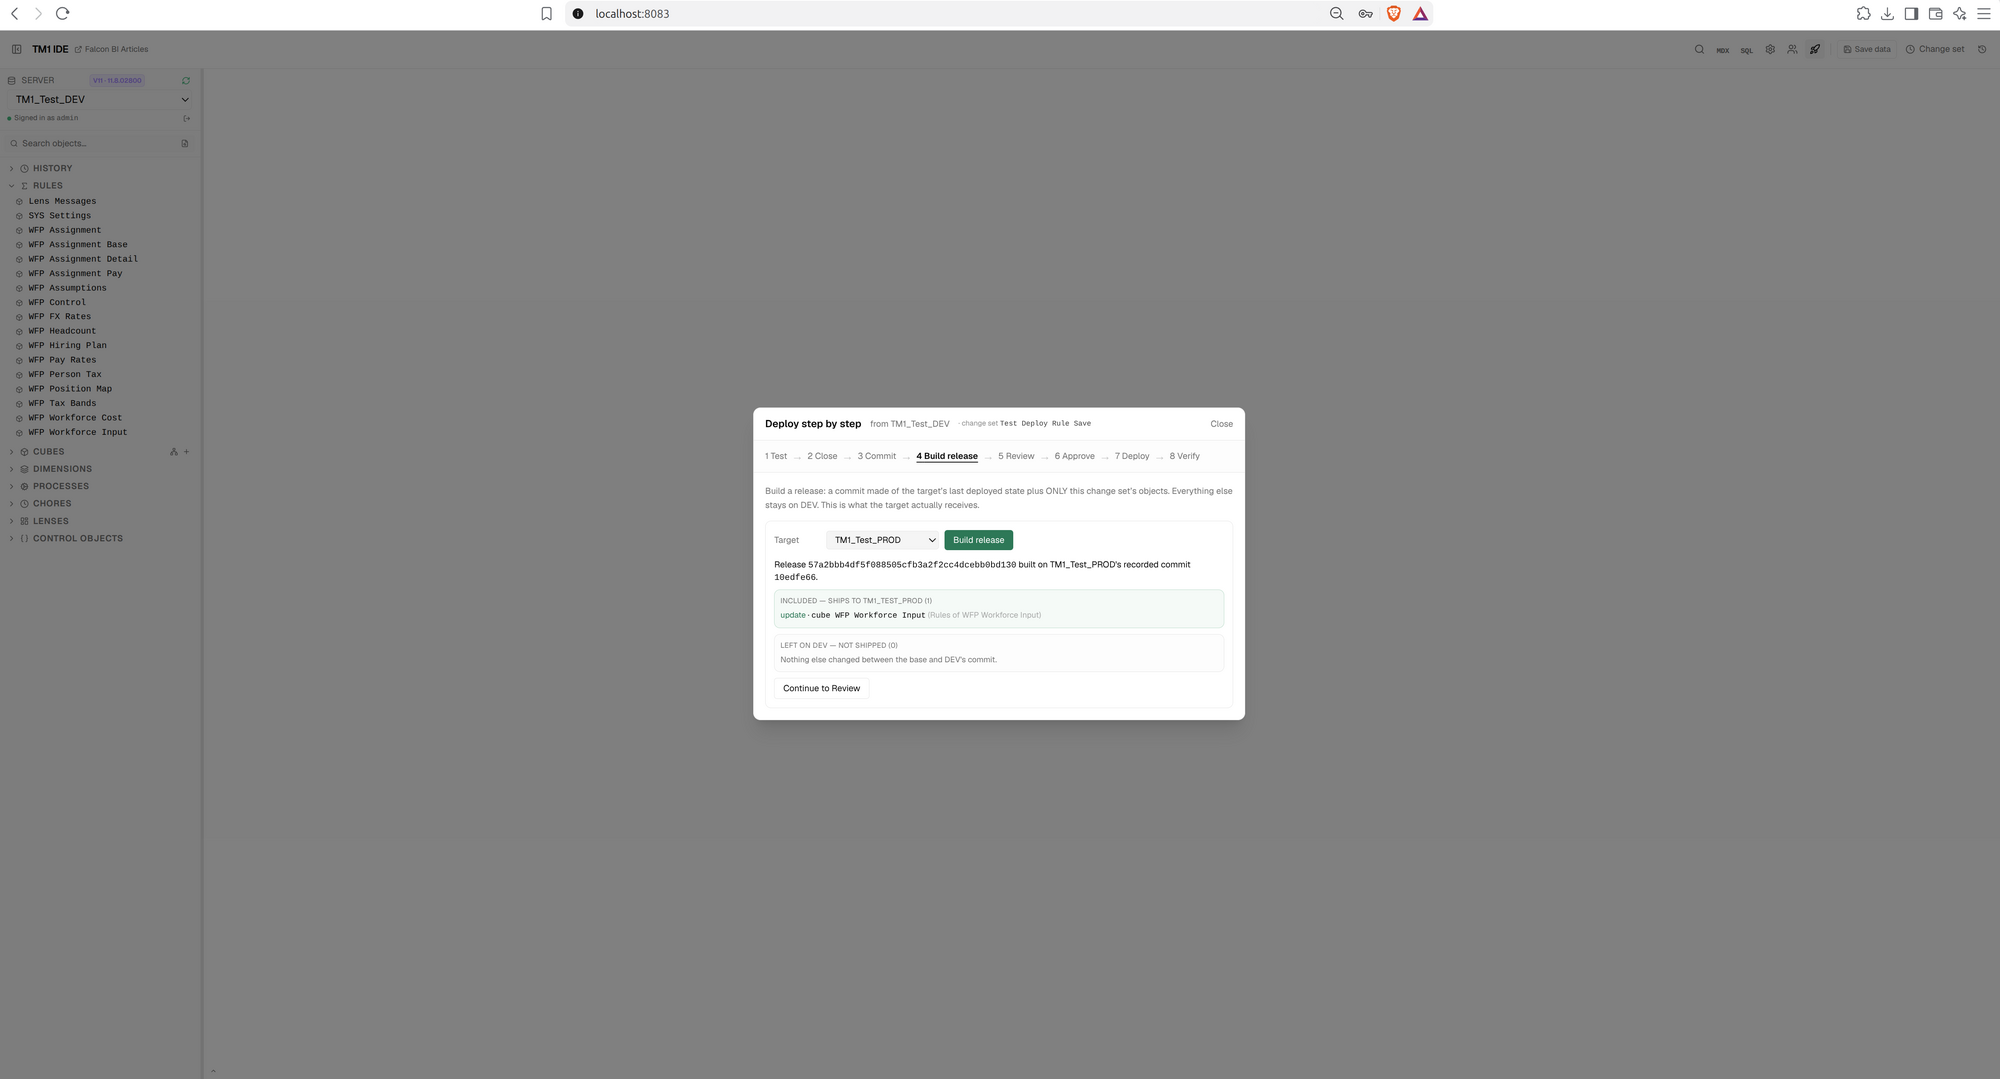 localhost:8083
TM1 IDE Falcon BI Articles
MDX SQL Save data Change set
SERVER V11 · 11.8.02800
TM1_Test_DEV
Signed in as admin
Search objects...
HISTORY
RULES
Lens Messages
SYS Settings
WFP Assignment
WFP Assignment Base
WFP Assignment Detail
WFP Assignment Pay
WFP Assumptions
WFP Control
WFP FX Rates
WFP Headcount
WFP Hiring Plan
WFP Pay Rates
WFP Person Tax
WFP Position Map
WFP Tax Bands
WFP Workforce Cost
WFP Workforce Input
CUBES
DIMENSIONS
PROCESSES
CHORES
LENSES
CONTROL OBJECTS
Deploy step by step from TM1_Test_DEV · change set Test Deploy Rule Save Close
1 Test → 2 Close → 3 Commit → 4 Build release → 5 Review → 6 Approve → 7 Deploy → 8 Verify
Build a release: a commit made of the target's last deployed state plus ONLY this change set's objects. Everything else
stays on DEV. This is what the target actually receives.
Target TM1_Test_PROD Build release
Release 57a2bbb4df5f088505cfb3a2f2cc4dcebb0bd130 built on TM1_Test_PROD's recorded commit
10edfe66.
INCLUDED — SHIPS TO TM1_TEST_PROD (1)
update · cube WFP Workforce Input (Rules of WFP Workforce Input)
LEFT ON DEV — NOT SHIPPED (0)
Nothing else changed between the base and DEV's commit.
Continue to Review